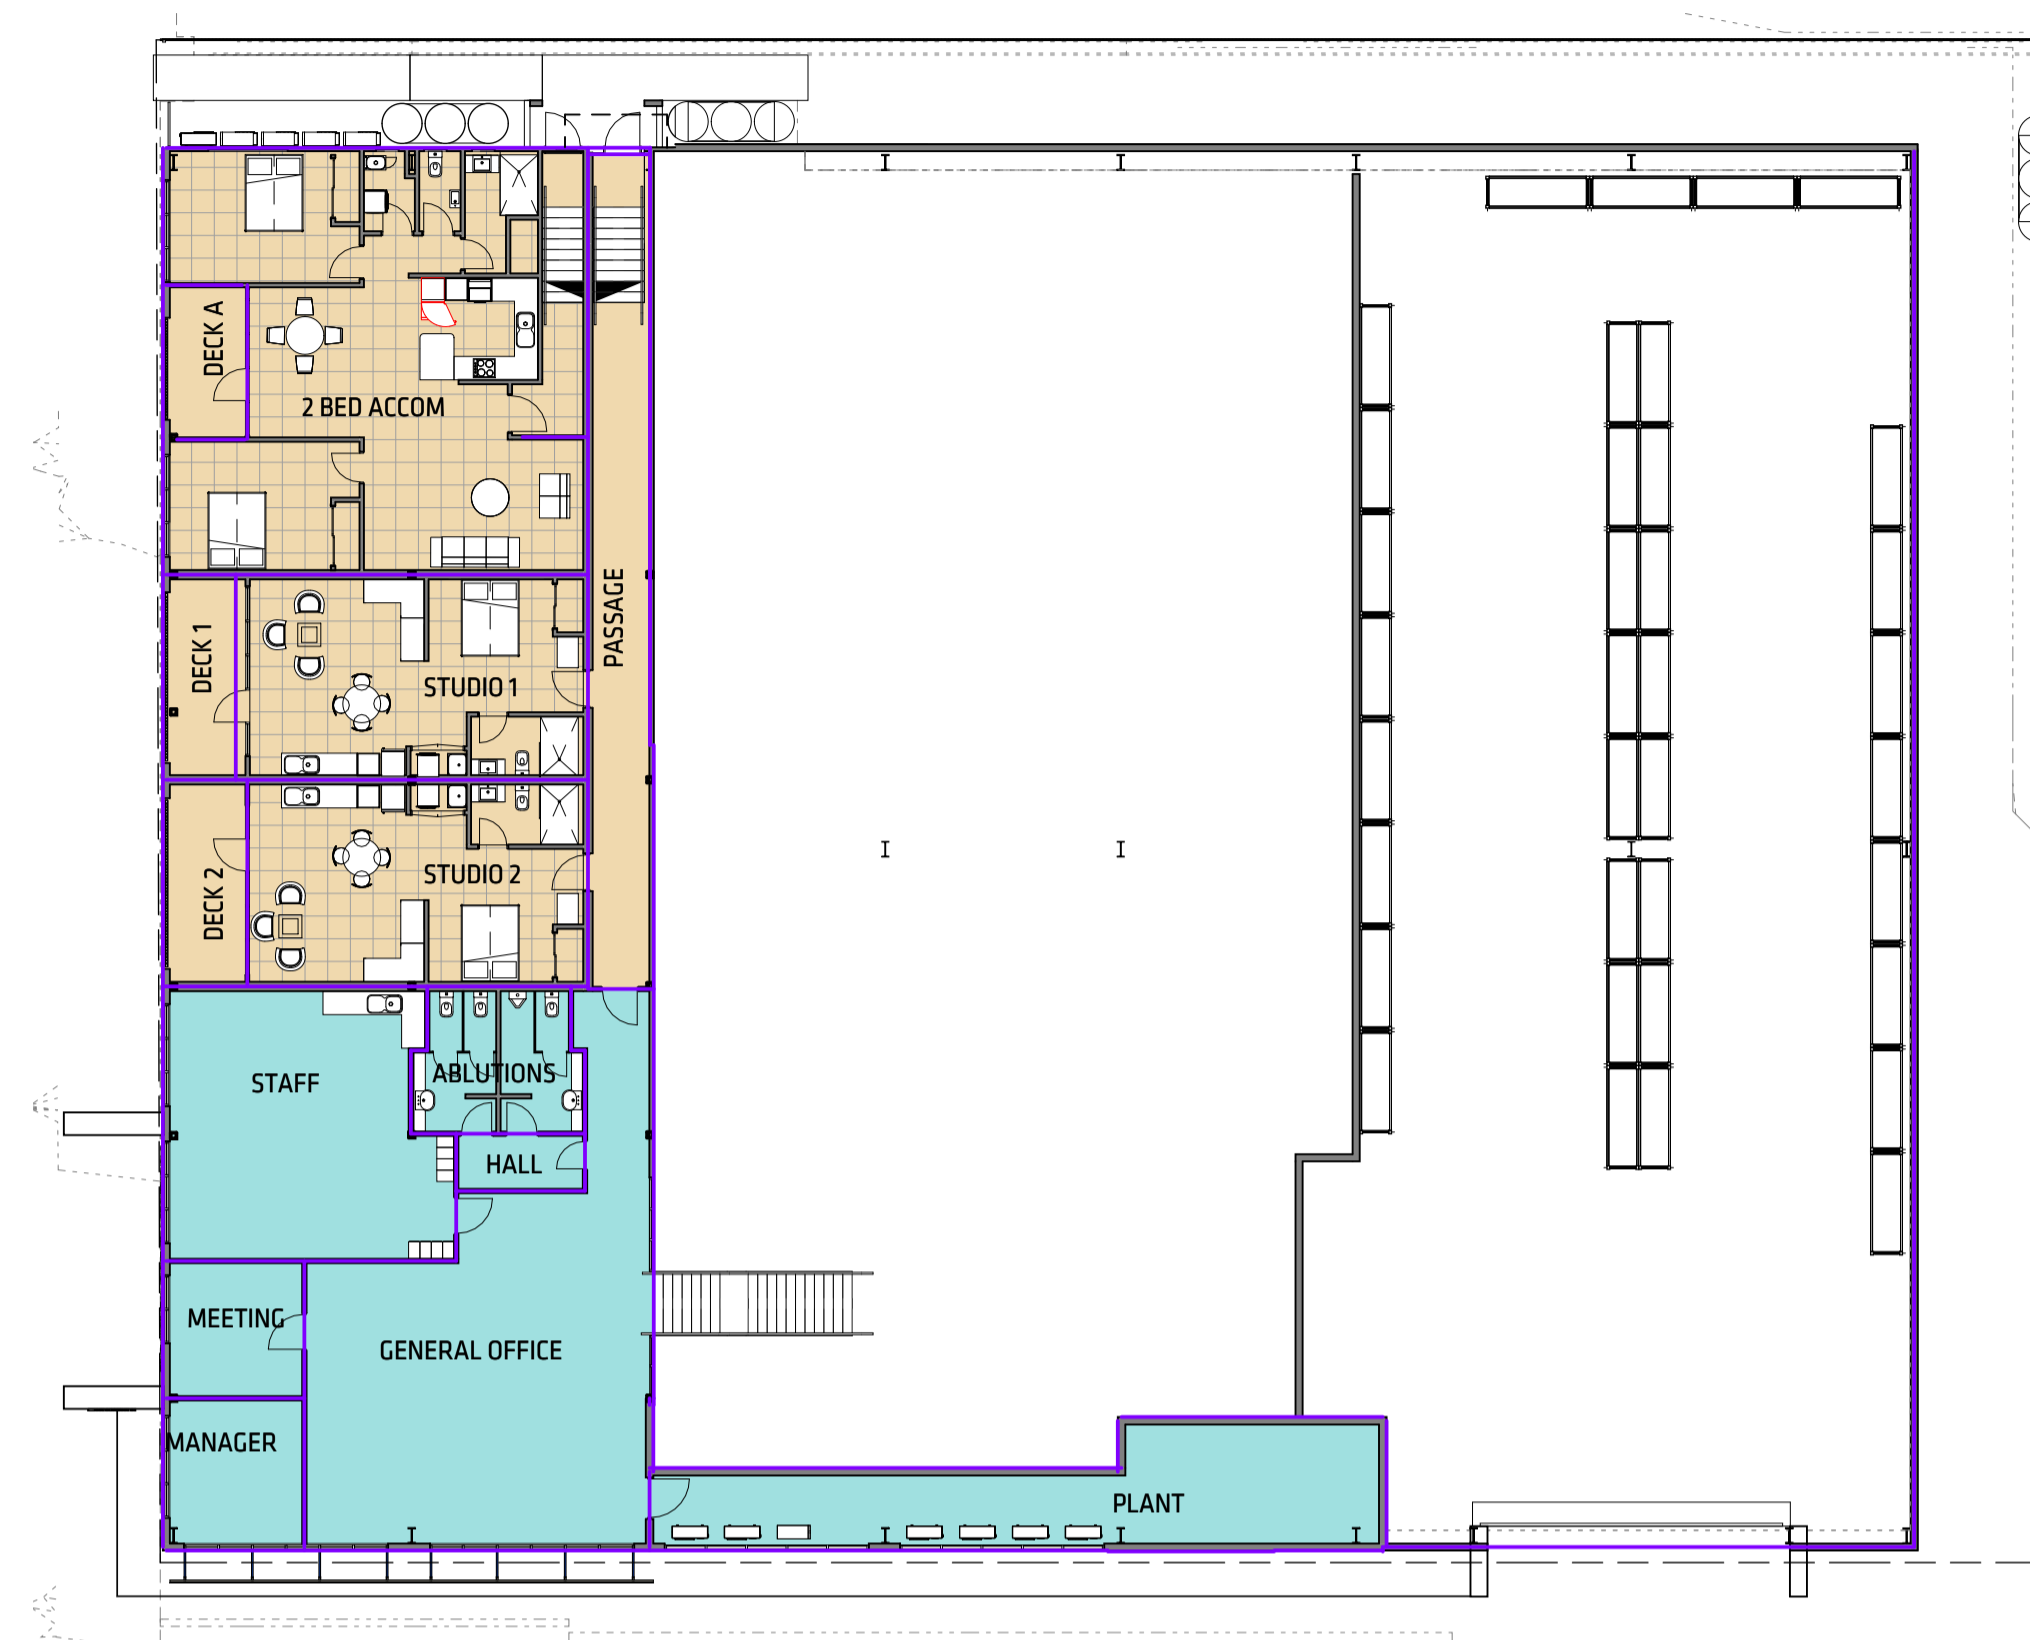 DECK A
2 BED ACCOM
PASSAGE
DECK 1
STUDIO 1
STUDIO 2
DECK 2
STAFF
ABLUTIONS
HALL
MEETING
GENERAL OFFICE
MANAGER
PLANT